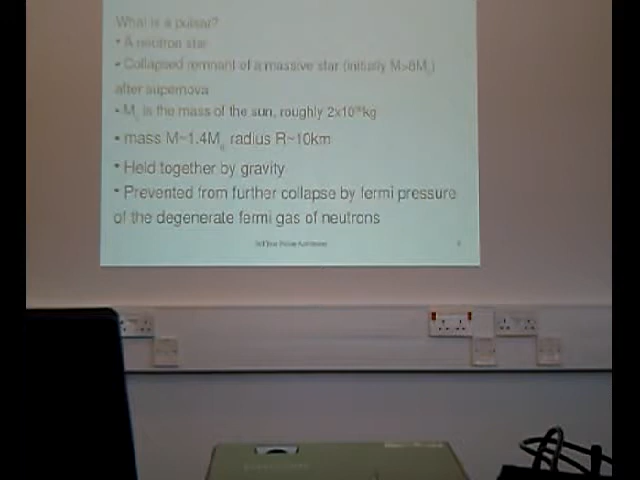 What is a pulsar?
• A neutron star
• Collapsed remnant of a massive star (initially M>8M☉)
after supernova
• M☉ is the mass of the sun, roughly 2x10³⁰kg
• mass M~1.4M☉ radius R~10km
• Held together by gravity
• Prevented from further collapse by fermi pressure
of the degenerate fermi gas of neutrons